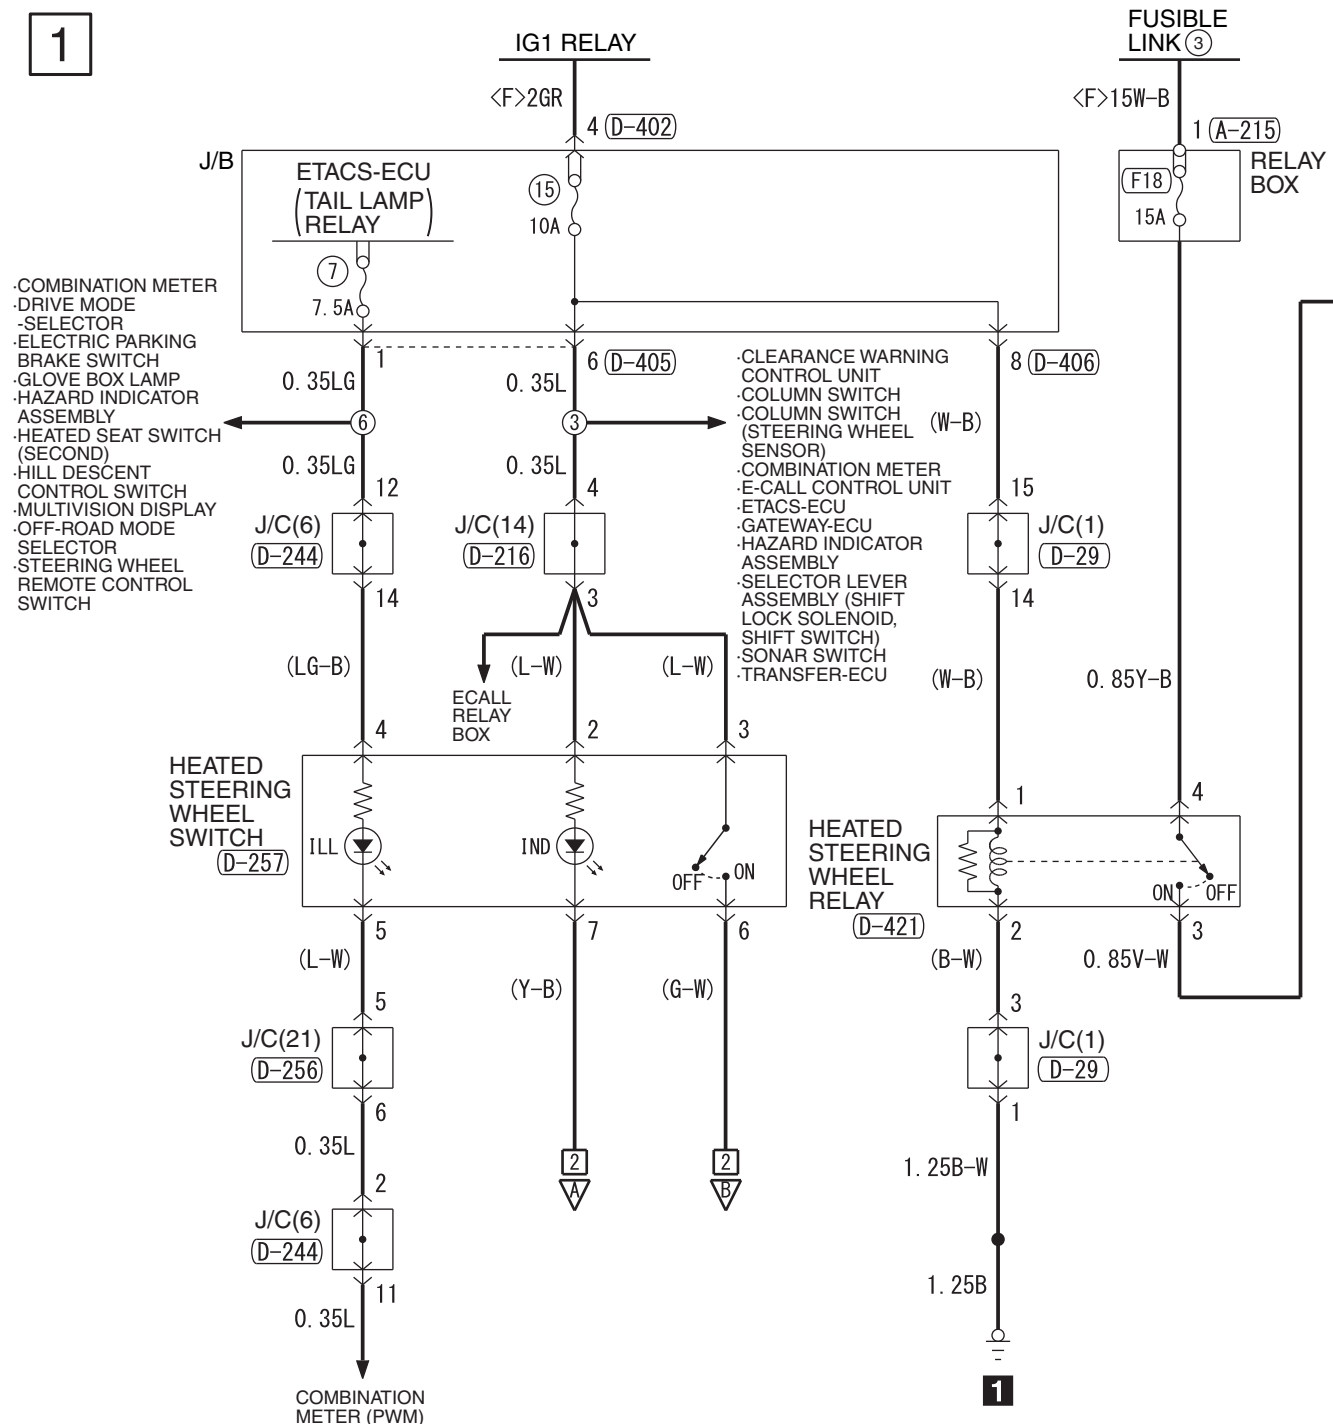 1
IG1 RELAY
FUSIBLE
LINK 3
<F>2GR
<F>15W-B
4 D-402
1 A-215
J/B
ETACS-ECU
(TAIL LAMP
RELAY)
15
10A
F18
15A
RELAY
BOX
7
7.5A
·COMBINATION METER
·DRIVE MODE
-SELECTOR
·ELECTRIC PARKING
BRAKE SWITCH
·GLOVE BOX LAMP
·HAZARD INDICATOR
ASSEMBLY
·HEATED SEAT SWITCH
(SECOND)
·HILL DESCENT
CONTROL SWITCH
·MULTIVISION DISPLAY
·OFF-ROAD MODE
SELECTOR
·STEERING WHEEL
REMOTE CONTROL
SWITCH
1
6 D-405
8 D-406
0.35LG
0.35L
6
3
0.35LG
0.35L
·CLEARANCE WARNING
CONTROL UNIT
·COLUMN SWITCH
·COLUMN SWITCH
(STEERING WHEEL
SENSOR)
·COMBINATION METER
·E-CALL CONTROL UNIT
·ETACS-ECU
·GATEWAY-ECU
·HAZARD INDICATOR
ASSEMBLY
·SELECTOR LEVER
ASSEMBLY (SHIFT
LOCK SOLENOID,
SHIFT SWITCH)
·SONAR SWITCH
·TRANSFER-ECU
(W-B)
12
4
15
J/C(6)
D-244
J/C(14)
D-216
J/C(1)
D-29
14
3
14
(LG-B)
(L-W)
(L-W)
(W-B)
0.85Y-B
ECALL
RELAY
BOX
4
2
3
1
4
HEATED
STEERING
WHEEL
SWITCH
D-257
ILL
IND
OFF
ON
HEATED
STEERING
WHEEL
RELAY
D-421
ON
OFF
5
7
6
2
3
(L-W)
(Y-B)
(G-W)
(B-W)
0.85V-W
5
3
J/C(21)
D-256
J/C(1)
D-29
6
1
0.35L
2
A
2
B
1.25B-W
2
J/C(6)
D-244
11
0.35L
1.25B
1
COMBINATION
METER (PWM)